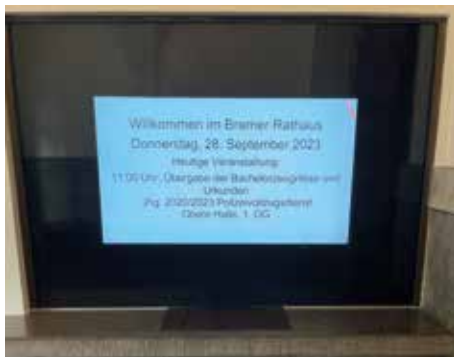 Willkommen im Bremer Rathaus
Donnerstag, 28. September 2023
Heutige Veranstaltung:
11:00 Uhr, Übergabe der Bachelorzeugnisse und
Urkunden
Jhg. 2020/2023 Polizeivollzugsdienst
Obere Halle, 1. OG